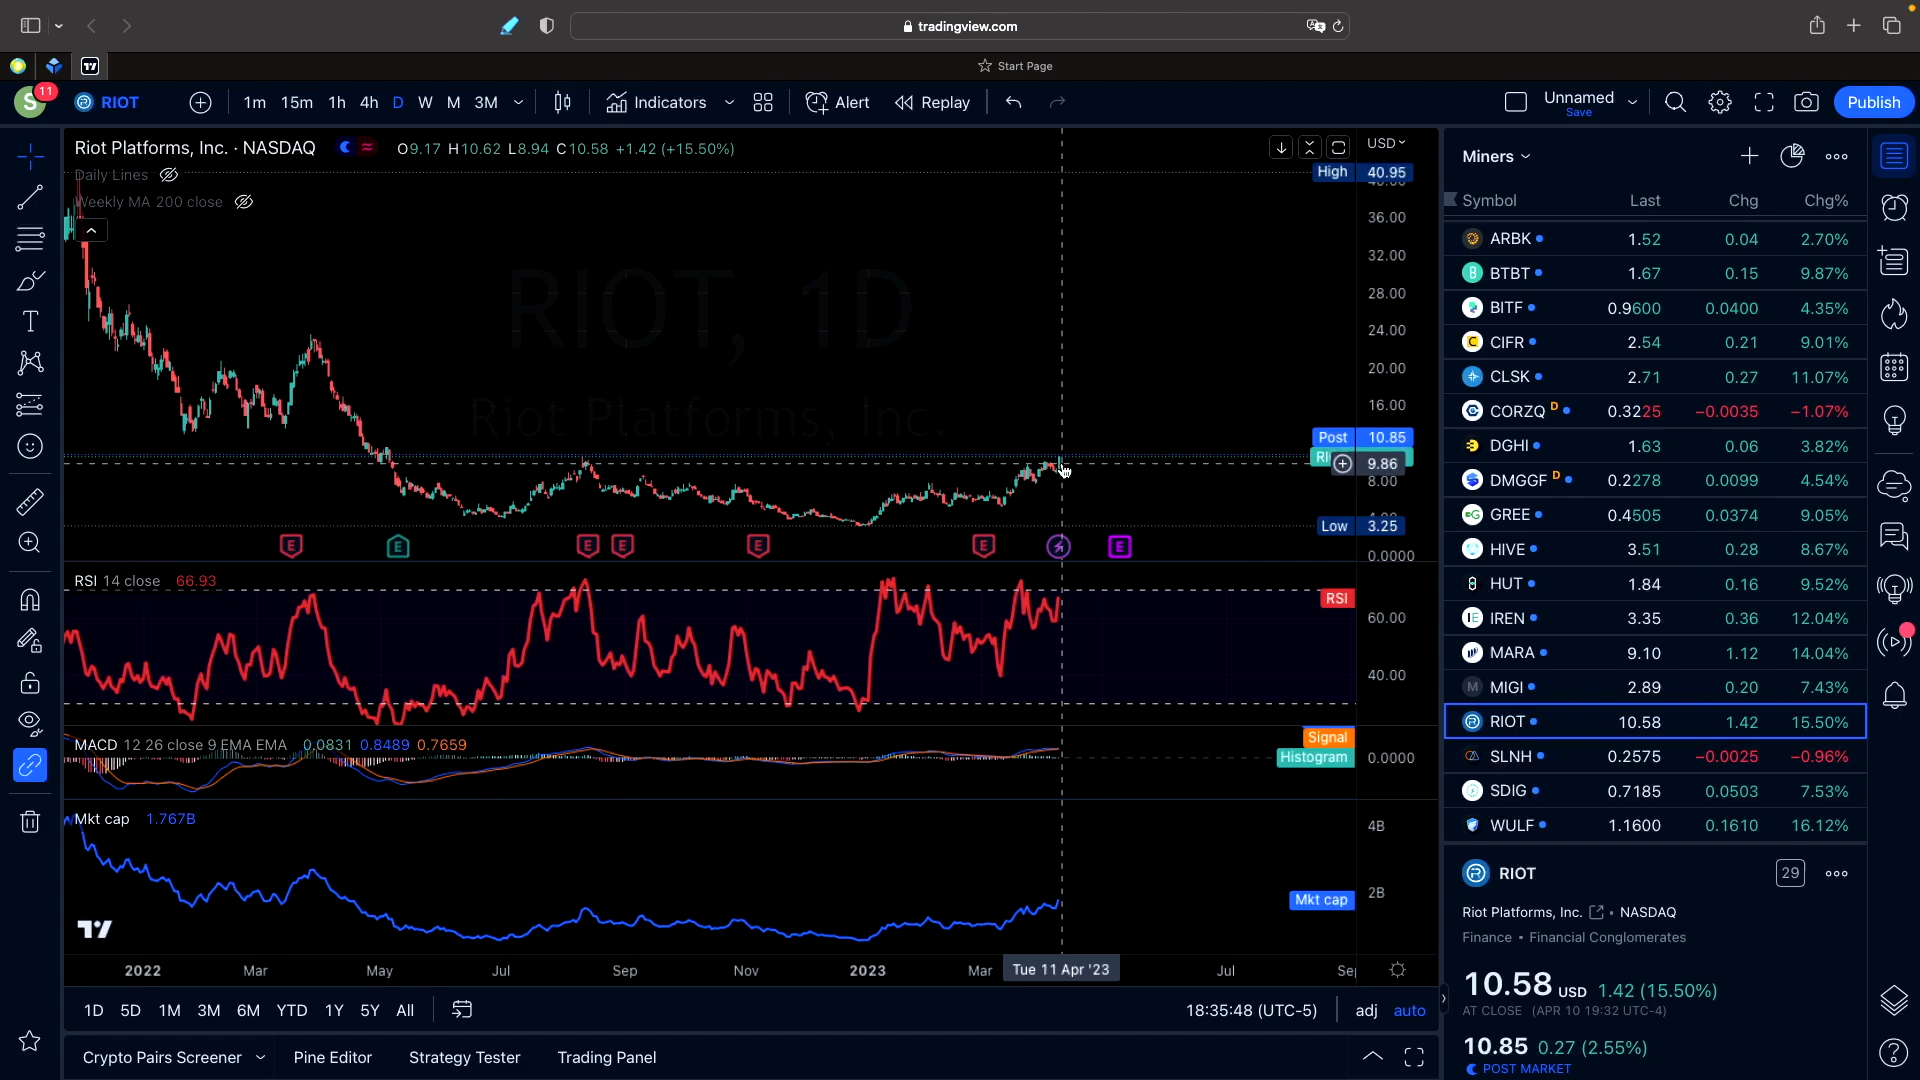 tradingview.com
Start Page
S 11 RIOT 1m 15m 1h 4h D W M 3M Indicators Alert Replay Unnamed Save Publish
Riot Platforms, Inc. · NASDAQ O9.17 H10.62 L8.94 C10.58 +1.42 (+15.50%)
Daily Lines
Weekly MA 200 close
USD
High 40.95
36.00
32.00
28.00
24.00
20.00
16.00
Post 10.85
9.86
8.00
Low 3.25
0.0000
RIOT, 1D
Riot Platforms, Inc.
E E E E E E E
RSI 14 close 66.93
RSI
60.00
40.00
MACD 12 26 close 9 EMA EMA 0.0831 0.8489 0.7659
Signal
Histogram 0.0000
Mkt cap 1.767B
4B
Mkt cap 2B
2022 Mar May Jul Sep Nov 2023 Mar Tue 11 Apr '23 Jul
1D 5D 1M 3M 6M YTD 1Y 5Y All 18:35:48 (UTC-5) adj auto
Crypto Pairs Screener Pine Editor Strategy Tester Trading Panel
Miners
Symbol Last Chg Chg%
ARBK 1.52 0.04 2.70%
BTBT 1.67 0.15 9.87%
BITF 0.9600 0.0400 4.35%
CIFR 2.54 0.21 9.01%
CLSK 2.71 0.27 11.07%
CORZQ D 0.3225 −0.0035 −1.07%
DGHI 1.63 0.06 3.82%
DMGGF D 0.2278 0.0099 4.54%
GREE 0.4505 0.0374 9.05%
HIVE 3.51 0.28 8.67%
HUT 1.84 0.16 9.52%
IREN 3.35 0.36 12.04%
MARA 9.10 1.12 14.04%
M MIGI 2.89 0.20 7.43%
RIOT 10.58 1.42 15.50%
SLNH 0.2575 −0.0025 −0.96%
SDIG 0.7185 0.0503 7.53%
WULF 1.1600 0.1610 16.12%
RIOT 29
Riot Platforms, Inc. • NASDAQ
Finance • Financial Conglomerates
10.58 USD 1.42 (15.50%)
AT CLOSE (APR 10 19:32 UTC-4)
10.85 0.27 (2.55%)
POST MARKET